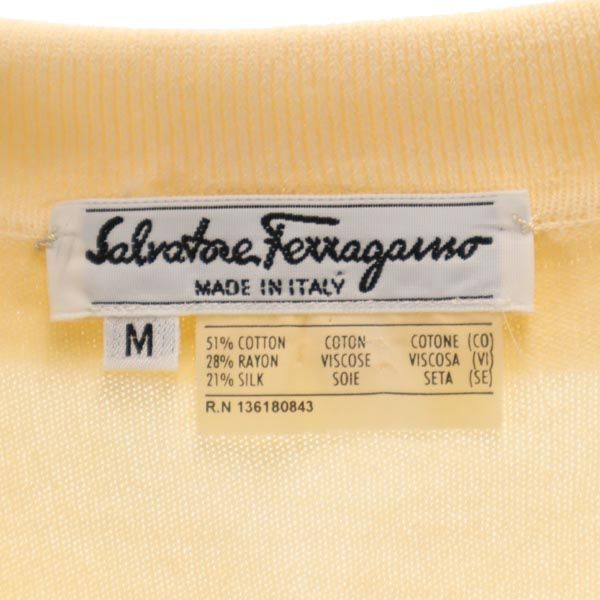 Salvatore Ferragamo
MADE IN ITALY
M
51% COTTON COTON COTONE (CO)
28% RAYON VISCOSE VISCOSA (VI)
21% SILK SOIE SETA (SE)
R.N 136180843